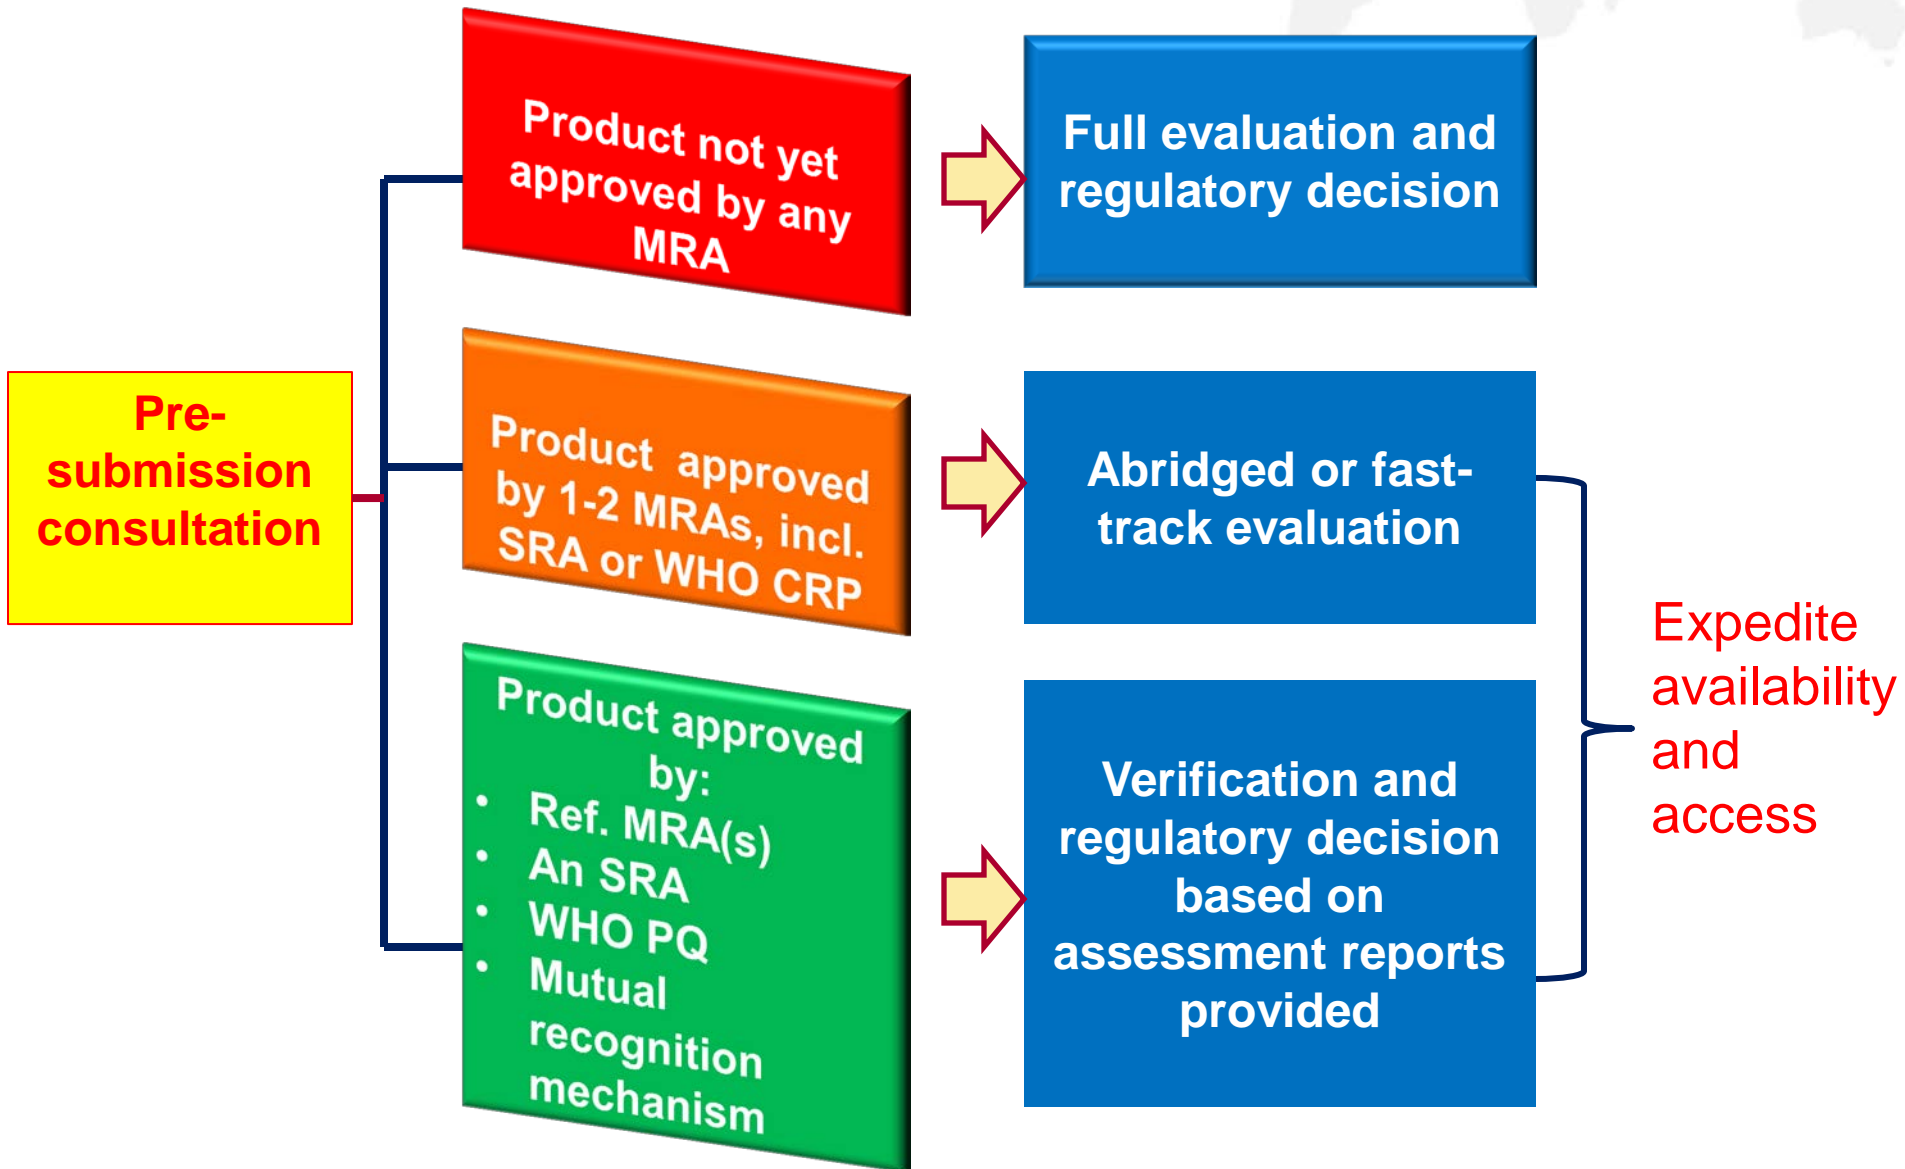 Pre-
submission
consultation
Product not yet
approved by any
MRA
Full evaluation and
regulatory decision
Product approved
by 1-2 MRAs, incl.
SRA or WHO CRP
Abridged or fast-
track evaluation
Product approved
by:
• Ref. MRA(s)
• An SRA
• WHO PQ
• Mutual
recognition
mechanism
Verification and
regulatory decision
based on
assessment reports
provided
Expedite
availability
and
access